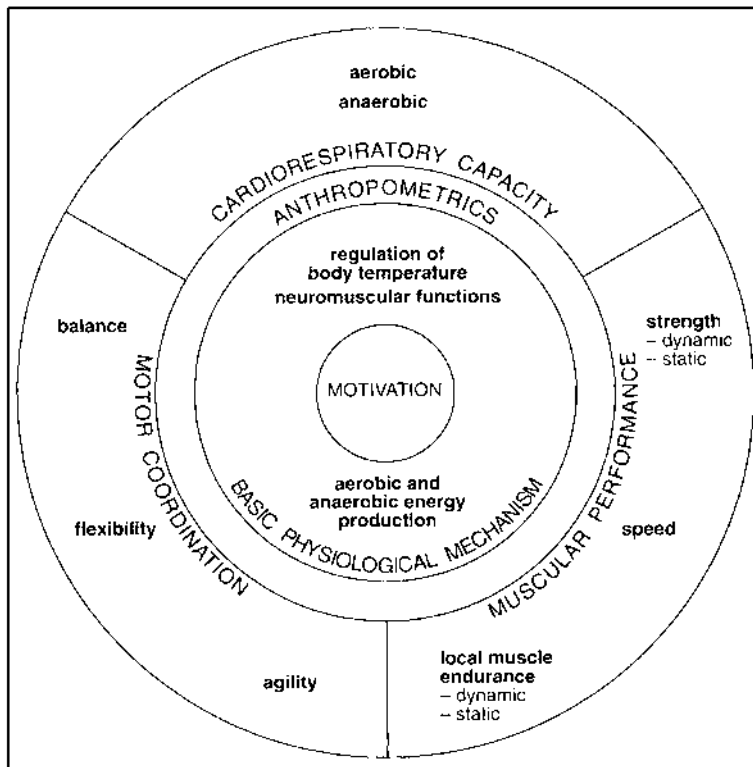 aerobic
anaerobic
CARDIORESPIRATORY CAPACITY
ANTHROPOMETRICS
regulation of
body temperature
neuromuscular functions
balance
strength
– dynamic
– static
MOTIVATION
MOTOR COORDINATION
MUSCULAR PERFORMANCE
aerobic and
anaerobic energy
production
BASIC PHYSIOLOGICAL MECHANISM
flexibility
speed
agility
local muscle
endurance
– dynamic
– static